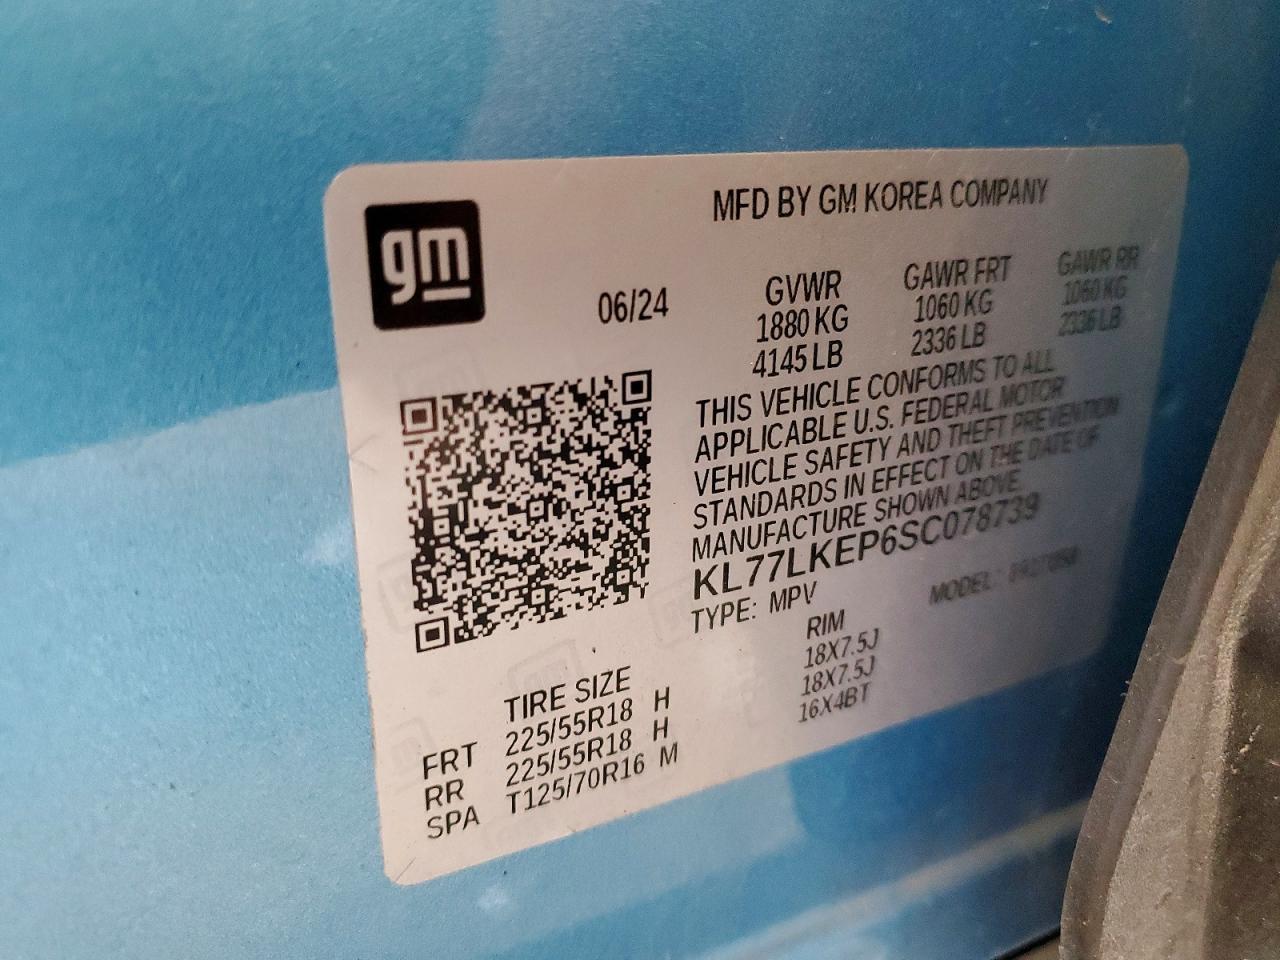 gm
MFD BY GM KOREA COMPANY
06/24
GVWR GAWR FRT GAWR RR
1880 KG 1060 KG 1060 KG
4145 LB 2336 LB 2336 LB
THIS VEHICLE CONFORMS TO ALL
APPLICABLE U.S. FEDERAL MOTOR
VEHICLE SAFETY AND THEFT PREVENTION
STANDARDS IN EFFECT ON THE DATE OF
MANUFACTURE SHOWN ABOVE
KL77LKEP6SC078739
TYPE: MPV MODEL:
TIRE SIZE RIM
FRT 225/55R18 H 18X7.5J
RR 225/55R18 H 18X7.5J
SPA T125/70R16 M 16X4BT